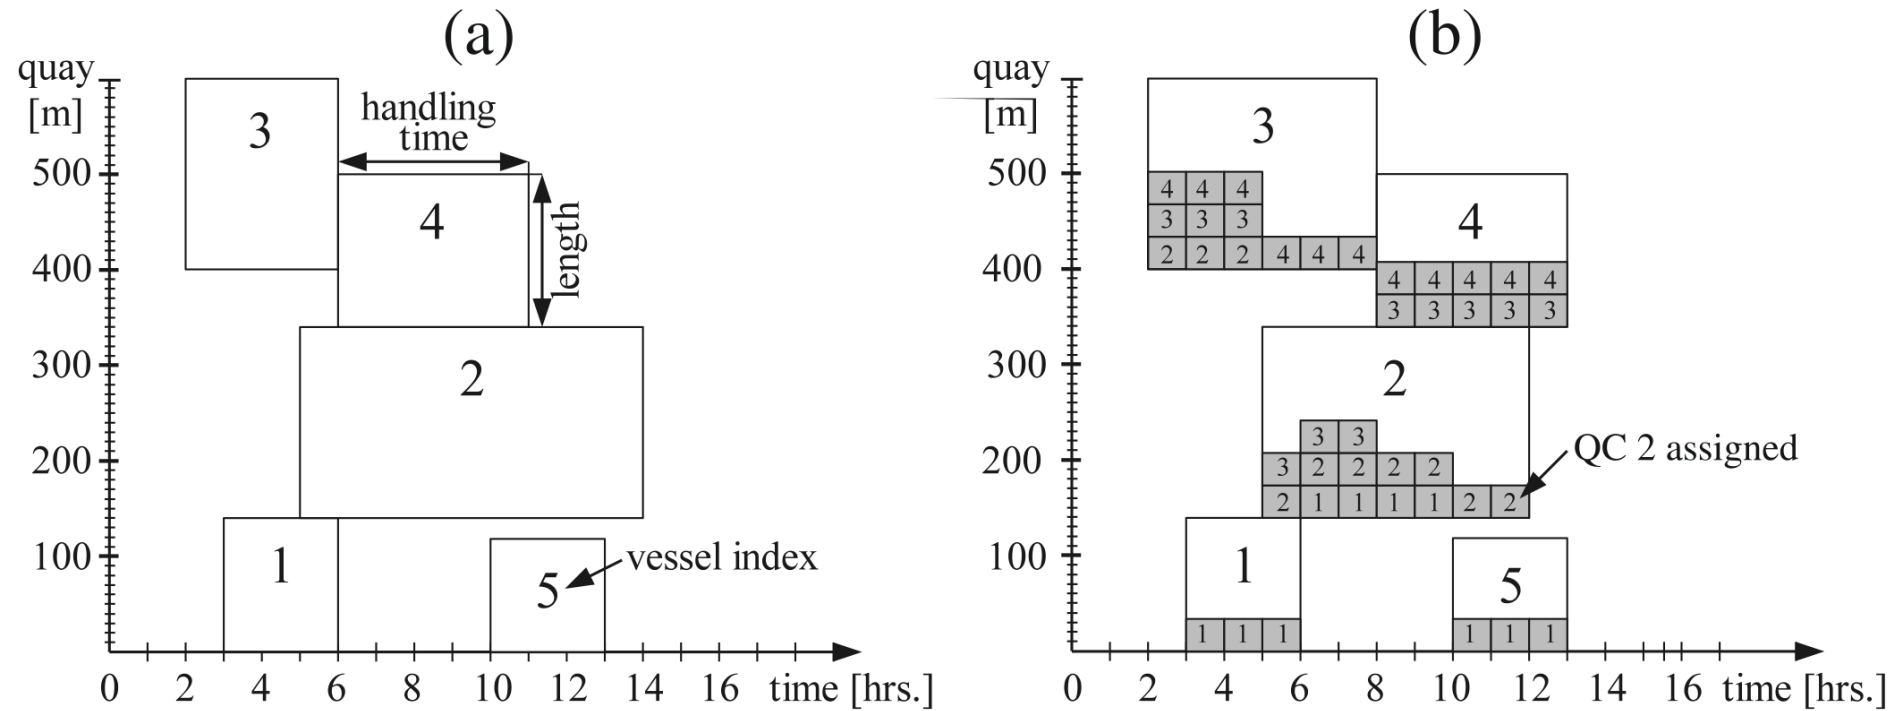 (a)
quay
[m]
3
handling
time
500
4
length
400
300
2
200
100
1
5
vessel index
0 2 4 6 8 10 12 14 16 time [hrs.]
(b)
quay
[m]
3
500
4 4 4
3 3 3
2 2 2 4 4 4
4
400
4 4 4 4 4
3 3 3 3 3
300
2
3 3
200
3 2 2 2 2
2 1 1 1 1 2 2
QC 2 assigned
100
1
5
1 1 1
1 1 1
0 2 4 6 8 10 12 14 16 time [hrs.]